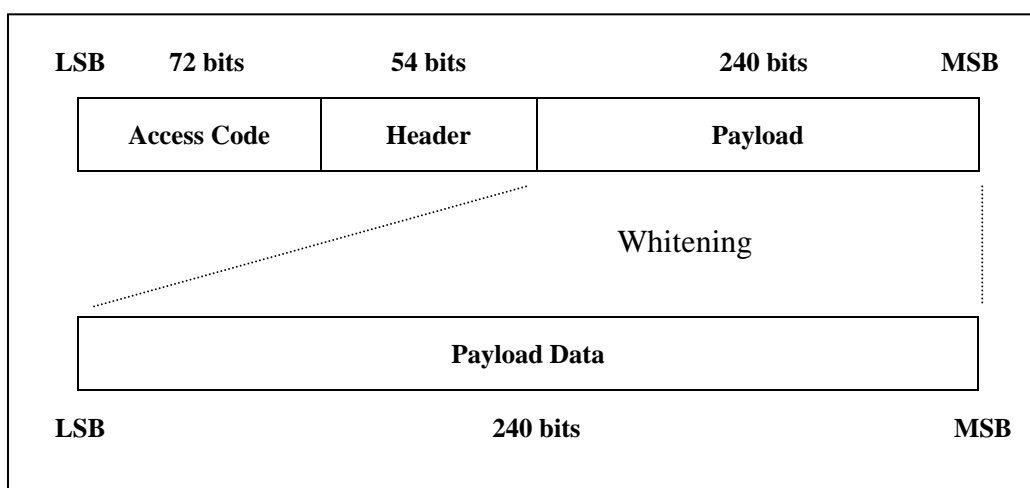 LSB 72 bits 54 bits 240 bits MSB
Access Code Header Payload
Whitening
Payload Data
LSB 240 bits MSB